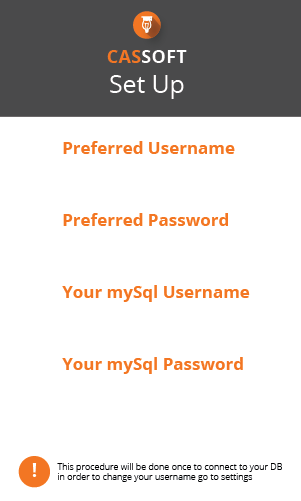 CASSOFT
Set Up
Preferred Username
Preferred Password
Your mySql Username
Your mySql Password
! This procedure will be done once to connect to your DB
in order to change your username go to settings